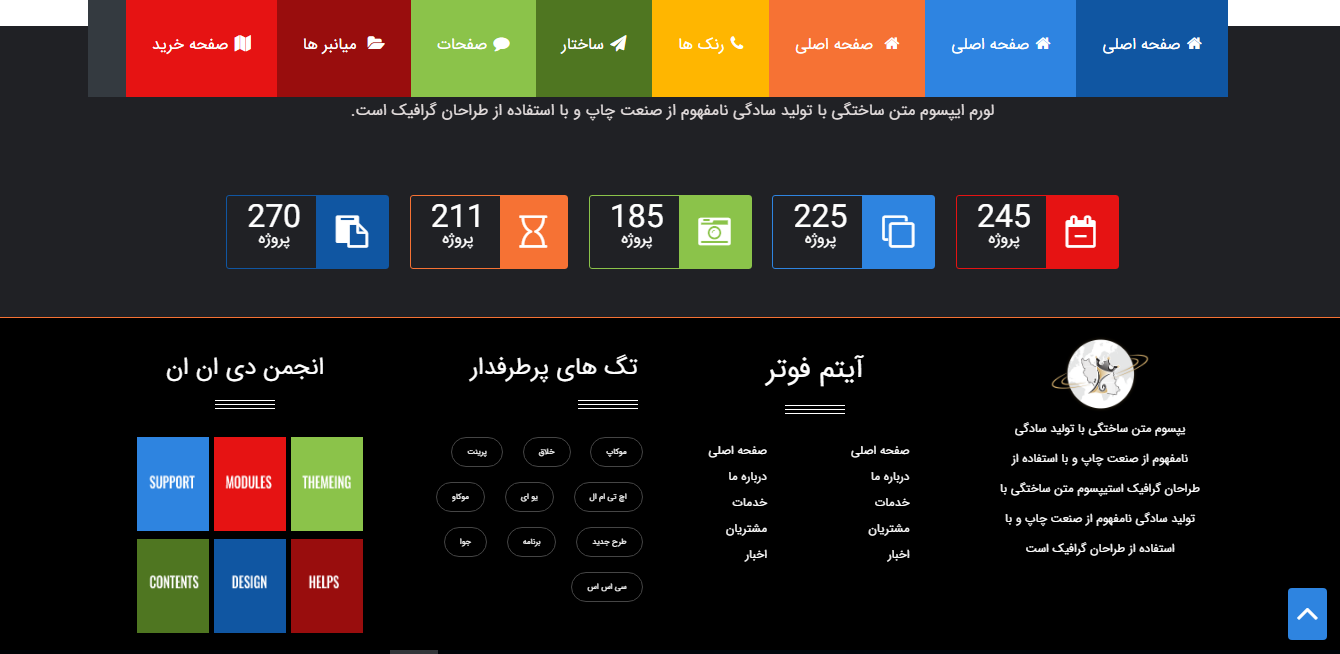 صفحه اصلی
صفحه اصلی
صفحه اصلی
رنک ها
ساختار
صفحات
میانبر ها
صفحه خرید
لورم ایپسوم متن ساختگی با تولید سادگی نامفهوم از صنعت چاپ و با استفاده از طراحان گرافیک است.
245
پروژه
225
پروژه
185
پروژه
211
پروژه
270
پروژه
یپسوم متن ساختگی با تولید سادگی
نامفهوم از صنعت چاپ و با استفاده از
طراحان گرافیک استیپسوم متن ساختگی با
تولید سادگی نامفهوم از صنعت چاپ و با
استفاده از طراحان گرافیک است
آیتم فوتر
صفحه اصلی
درباره ما
خدمات
مشتریان
اخبار
صفحه اصلی
درباره ما
خدمات
مشتریان
اخبار
تگ های پرطرفدار
موکاپ
خلاق
پرینت
اچ تی ام ال
یو ای
موکاو
طرح جدید
برنامه
جوا
سی اس اس
انجمن دی ان ان
SUPPORT
MODULES
THEMEING
CONTENTS
DESIGN
HELPS